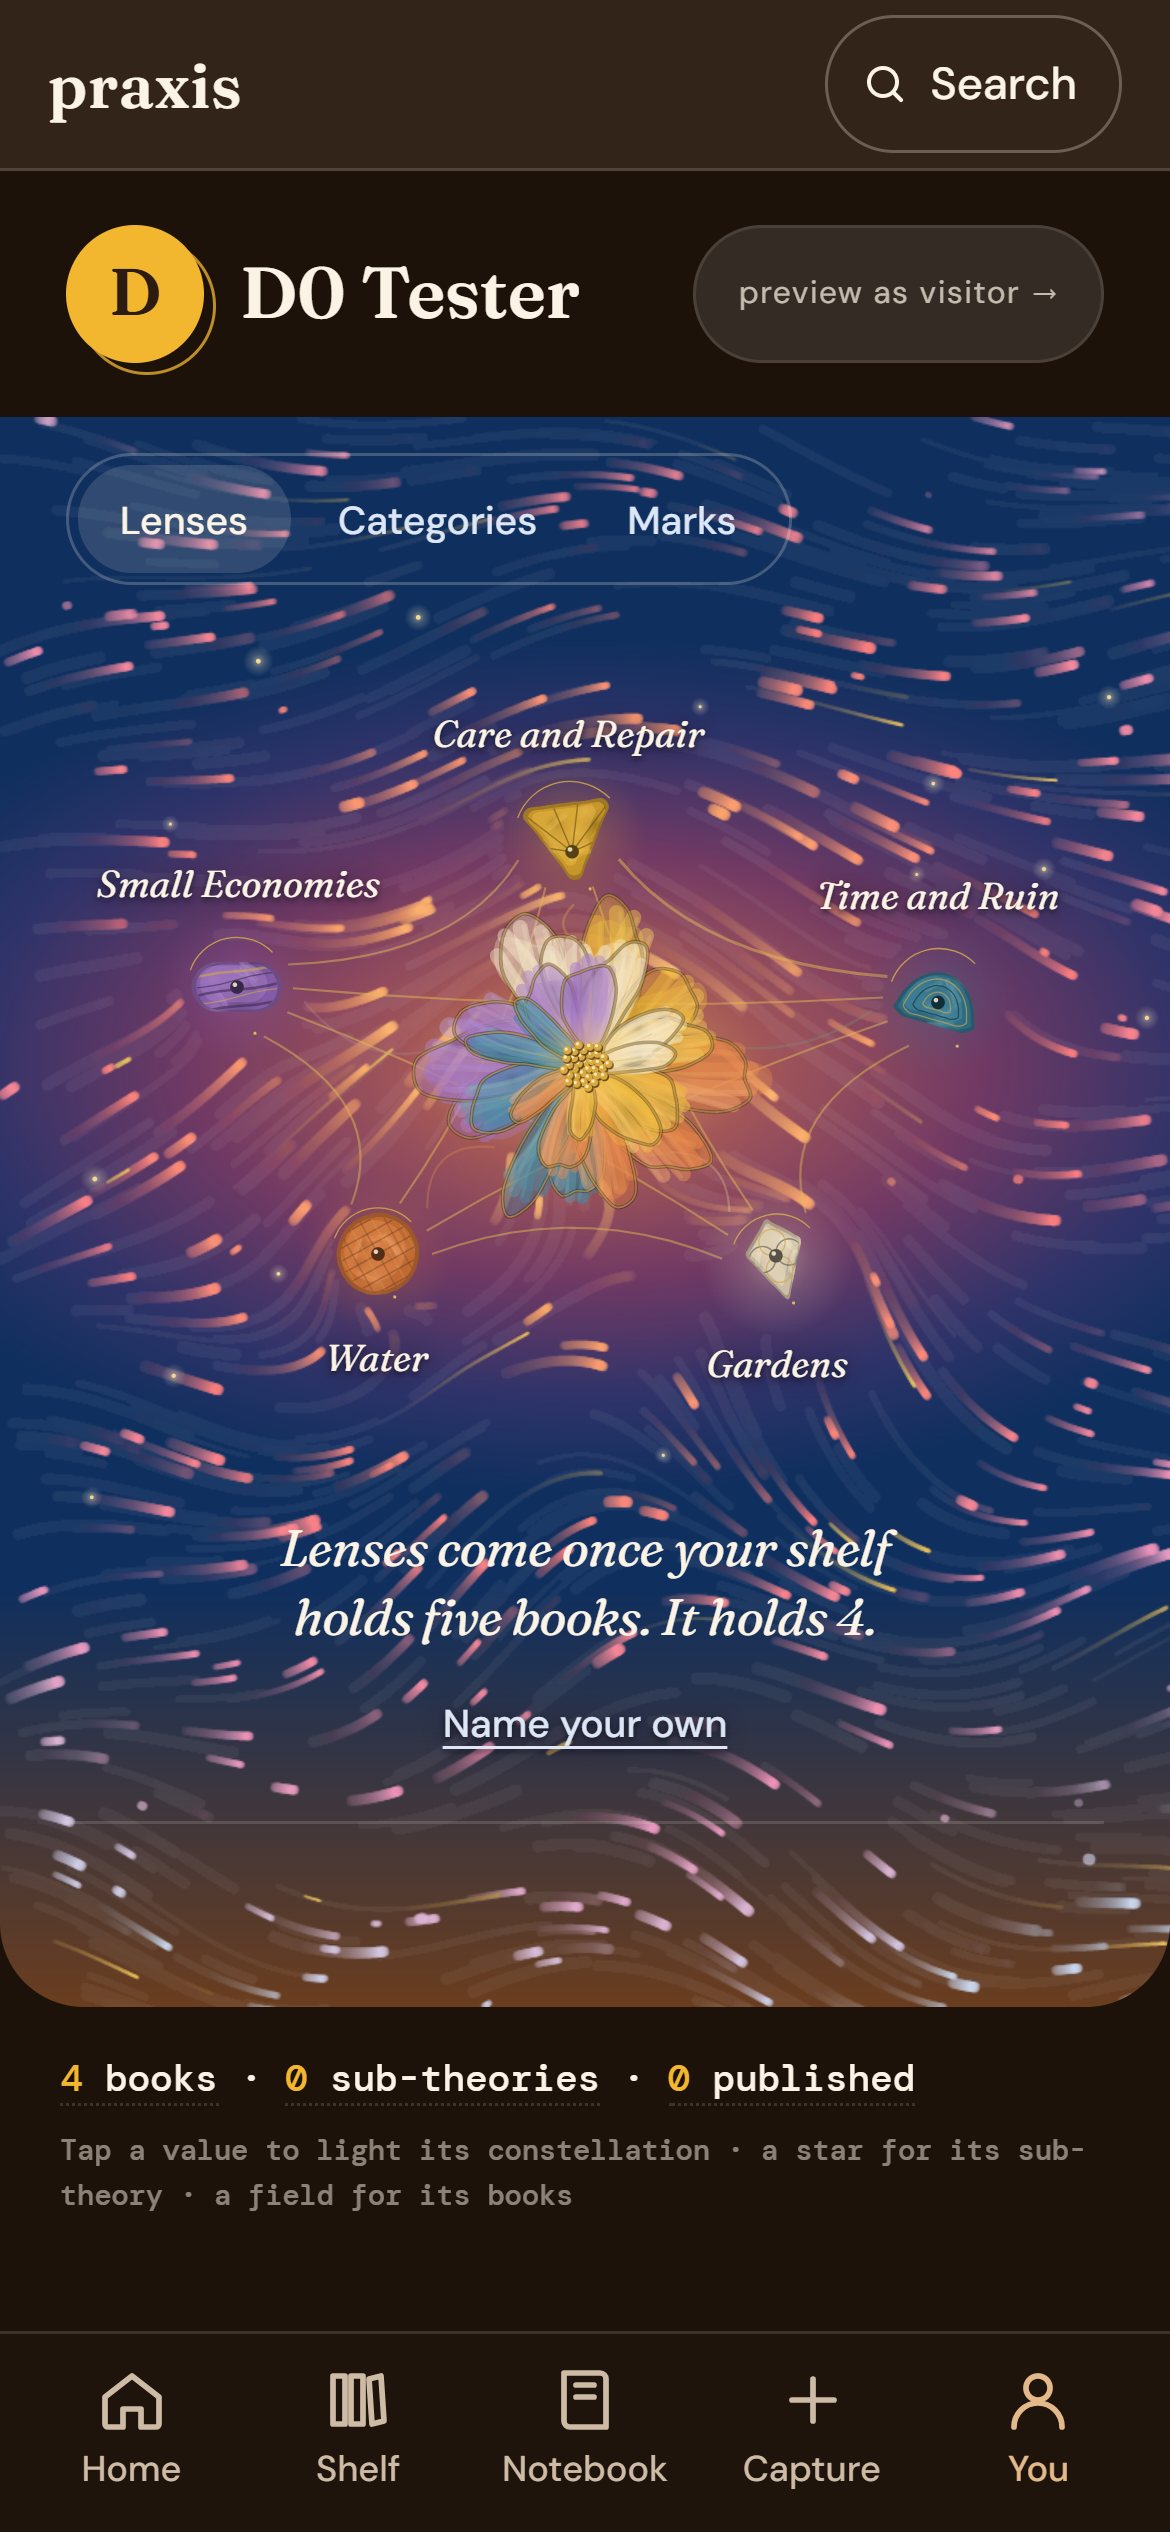 praxis
Search
D
D0 Tester
preview as visitor →
Lenses
Categories
Marks
Care and Repair
Small Economies
Time and Ruin
Water
Gardens
Lenses come once your shelf
holds five books. It holds 4.
Name your own
4 books · 0 sub-theories · 0 published
Tap a value to light its constellation · a star for its sub-
theory · a field for its books
Home
Shelf
Notebook
Capture
You